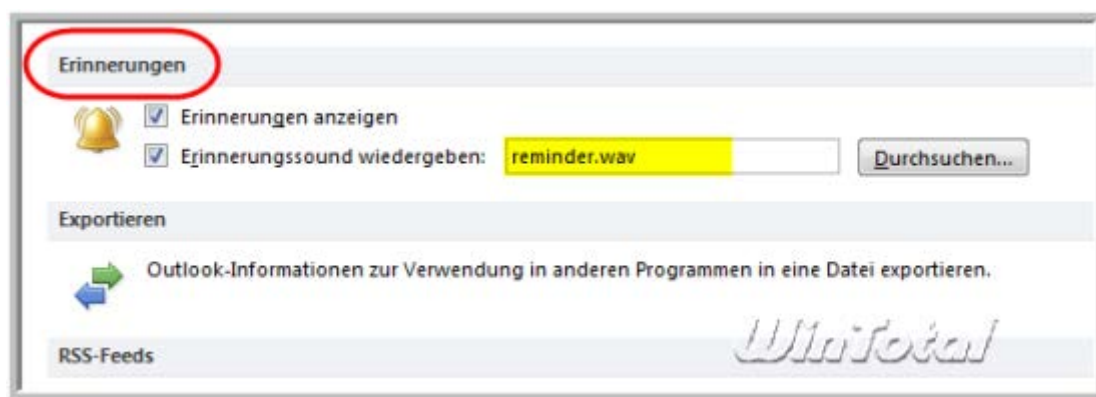 Erinnerungen
Erinnerungen anzeigen
Erinnerungssound wiedergeben: reminder.wav Durchsuchen...
Exportieren
Outlook-Informationen zur Verwendung in anderen Programmen in eine Datei exportieren.
WinTotal
RSS-Feeds